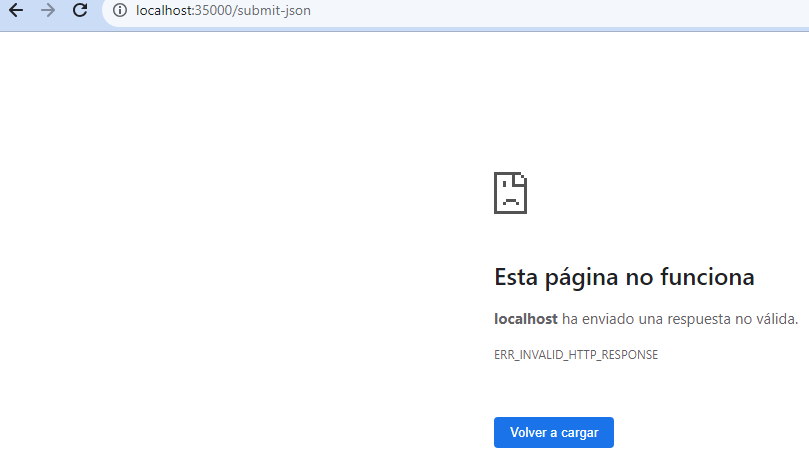 localhost:35000/submit-json
Esta página no funciona
localhost ha enviado una respuesta no válida.
ERR_INVALID_HTTP_RESPONSE
Volver a cargar